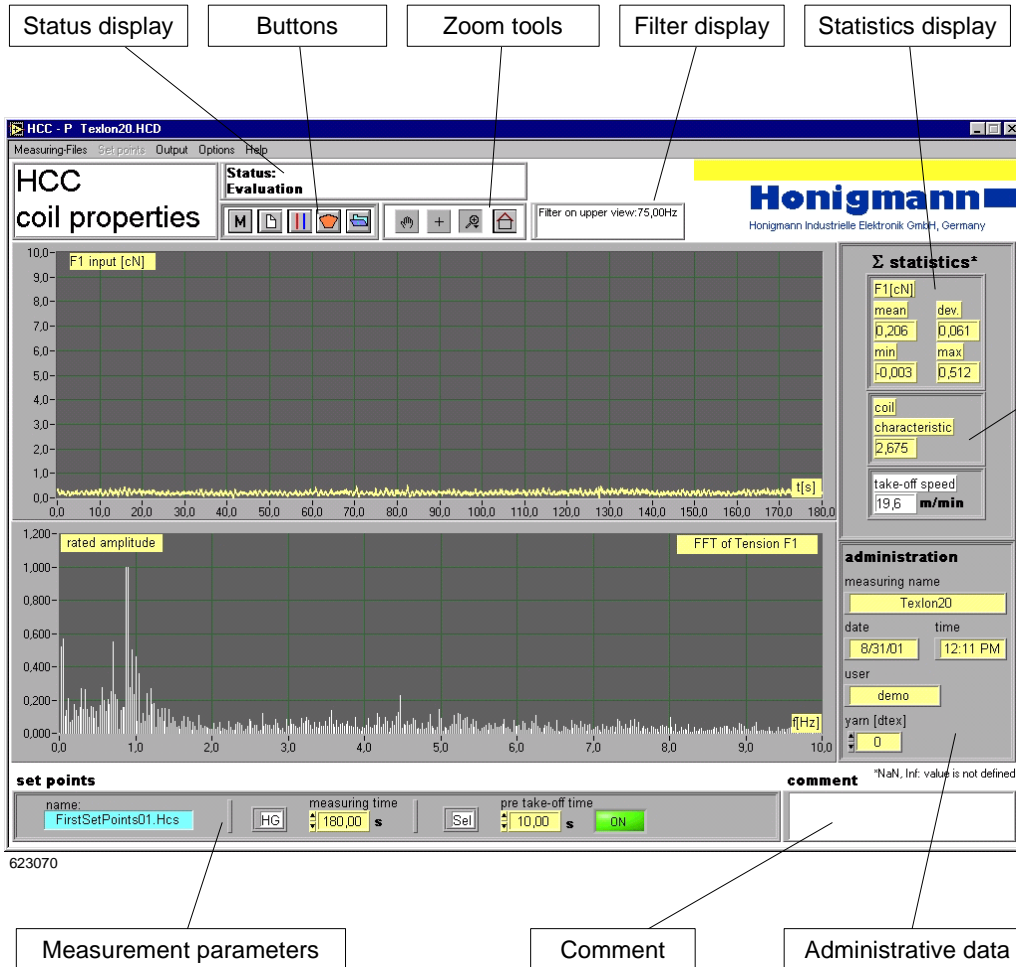 Status display
Buttons
Zoom tools
Filter display
Statistics display
HCC - P Texlon20.HCD
Measuring-Files Set points Output Options Help
HCC
coil properties
Status:
Evaluation
M
Filter on upper view:75,00Hz
Honigmann
Honigmann Industrielle Elektronik GmbH, Germany
F1 input [cN]
10,0
9,0
8,0
7,0
6,0
5,0
4,0
3,0
2,0
1,0
0,0
t[s]
0,0 10,0 20,0 30,0 40,0 50,0 60,0 70,0 80,0 90,0 100,0 110,0 120,0 130,0 140,0 150,0 160,0 170,0 180,0
Σ statistics*
F1[cN]
mean dev.
0,206 0,061
min max
-0,003 0,512
coil
characteristic
2,675
take-off speed
19,6 m/min
rated amplitude
FFT of Tension F1
1,200
1,000
0,800
0,600
0,400
0,200
0,000
f[Hz]
0,0 1,0 2,0 3,0 4,0 5,0 6,0 7,0 8,0 9,0 10,0
administration
measuring name
Texlon20
date time
8/31/01 12:11 PM
user
demo
yarn [dtex]
0
*NaN, Inf: value is not defined
set points
name:
FirstSetPoints01.Hcs
HG
measuring time
180,00 s
Sel
pre take-off time
10,00 s
ON
comment
623070
Measurement parameters
Comment
Administrative data